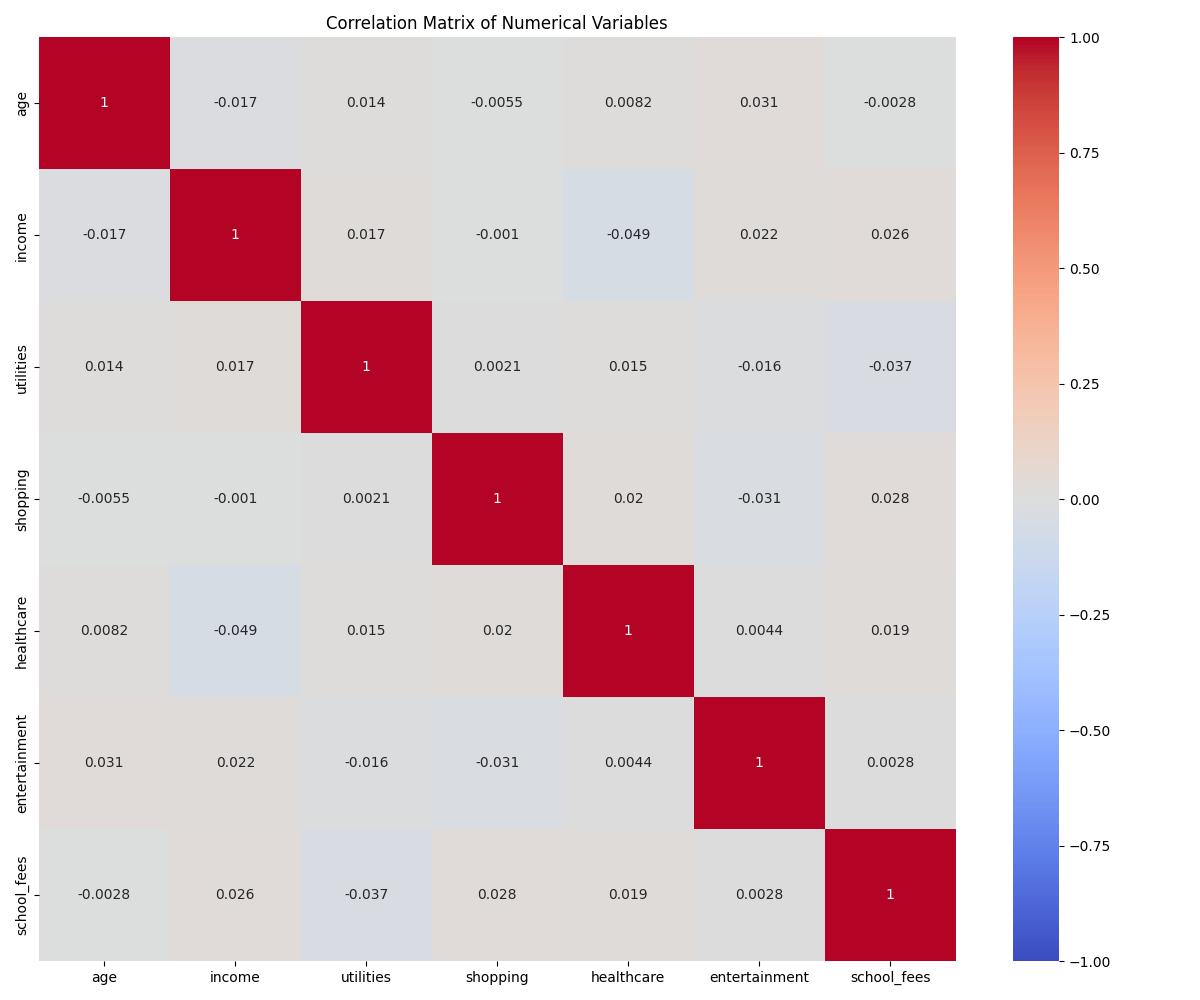 Correlation Matrix of Numerical Variables
age 1 -0.017 0.014 -0.0055 0.0082 0.031 -0.0028
income -0.017 1 0.017 -0.001 -0.049 0.022 0.026
utilities 0.014 0.017 1 0.0021 0.015 -0.016 -0.037
shopping -0.0055 -0.001 0.0021 1 0.02 -0.031 0.028
healthcare 0.0082 -0.049 0.015 0.02 1 0.0044 0.019
entertainment 0.031 0.022 -0.016 -0.031 0.0044 1 0.0028
school_fees -0.0028 0.026 -0.037 0.028 0.019 0.0028 1
age income utilities shopping healthcare entertainment school_fees
1.00
0.75
0.50
0.25
0.00
−0.25
−0.50
−0.75
−1.00